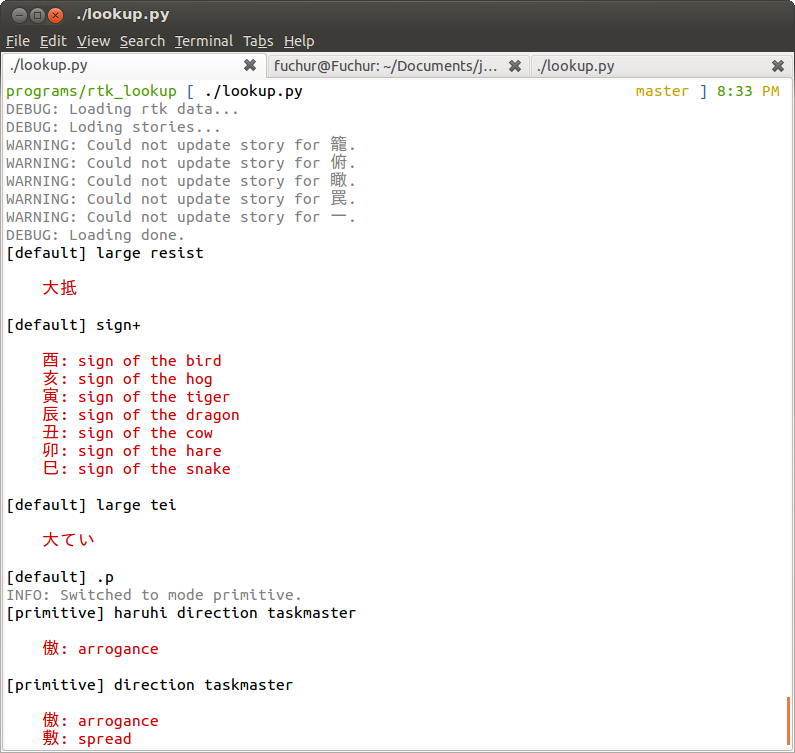 ./lookup.py
File Edit View Search Terminal Tabs Help
./lookup.py fuchur@Fuchur: ~/Documents/j... ./lookup.py
programs/rtk_lookup [ ./lookup.py master ] 8:33 PM
DEBUG: Loading rtk data...
DEBUG: Loding stories...
WARNING: Could not update story for 籠.
WARNING: Could not update story for 俯.
WARNING: Could not update story for 瞰.
WARNING: Could not update story for 罠.
WARNING: Could not update story for 一.
DEBUG: Loading done.
[default] large resist
大抵
[default] sign+
酉: sign of the bird
亥: sign of the hog
寅: sign of the tiger
辰: sign of the dragon
丑: sign of the cow
卯: sign of the hare
巳: sign of the snake
[default] large tei
大てい
[default] .p
INFO: Switched to mode primitive.
[primitive] haruhi direction taskmaster
傲: arrogance
[primitive] direction taskmaster
傲: arrogance
敷: spread